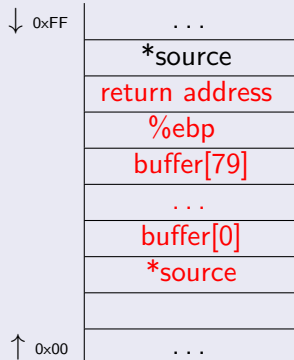 ↓ 0xFF . . .
*source
return address
%ebp
buffer[79]
. . .
buffer[0]
*source
↑ 0x00 . . .